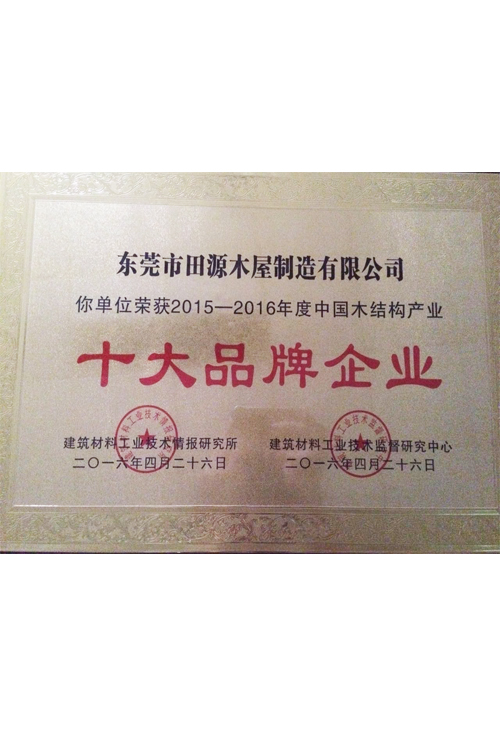 东莞市田源木屋制造有限公司
你单位荣获2015—2016年度中国木结构产业
十大品牌企业
建筑材料工业技术情报研究所
二〇一六年四月二十六日
建筑材料工业技术监督研究中心
二〇一六年四月二十六日